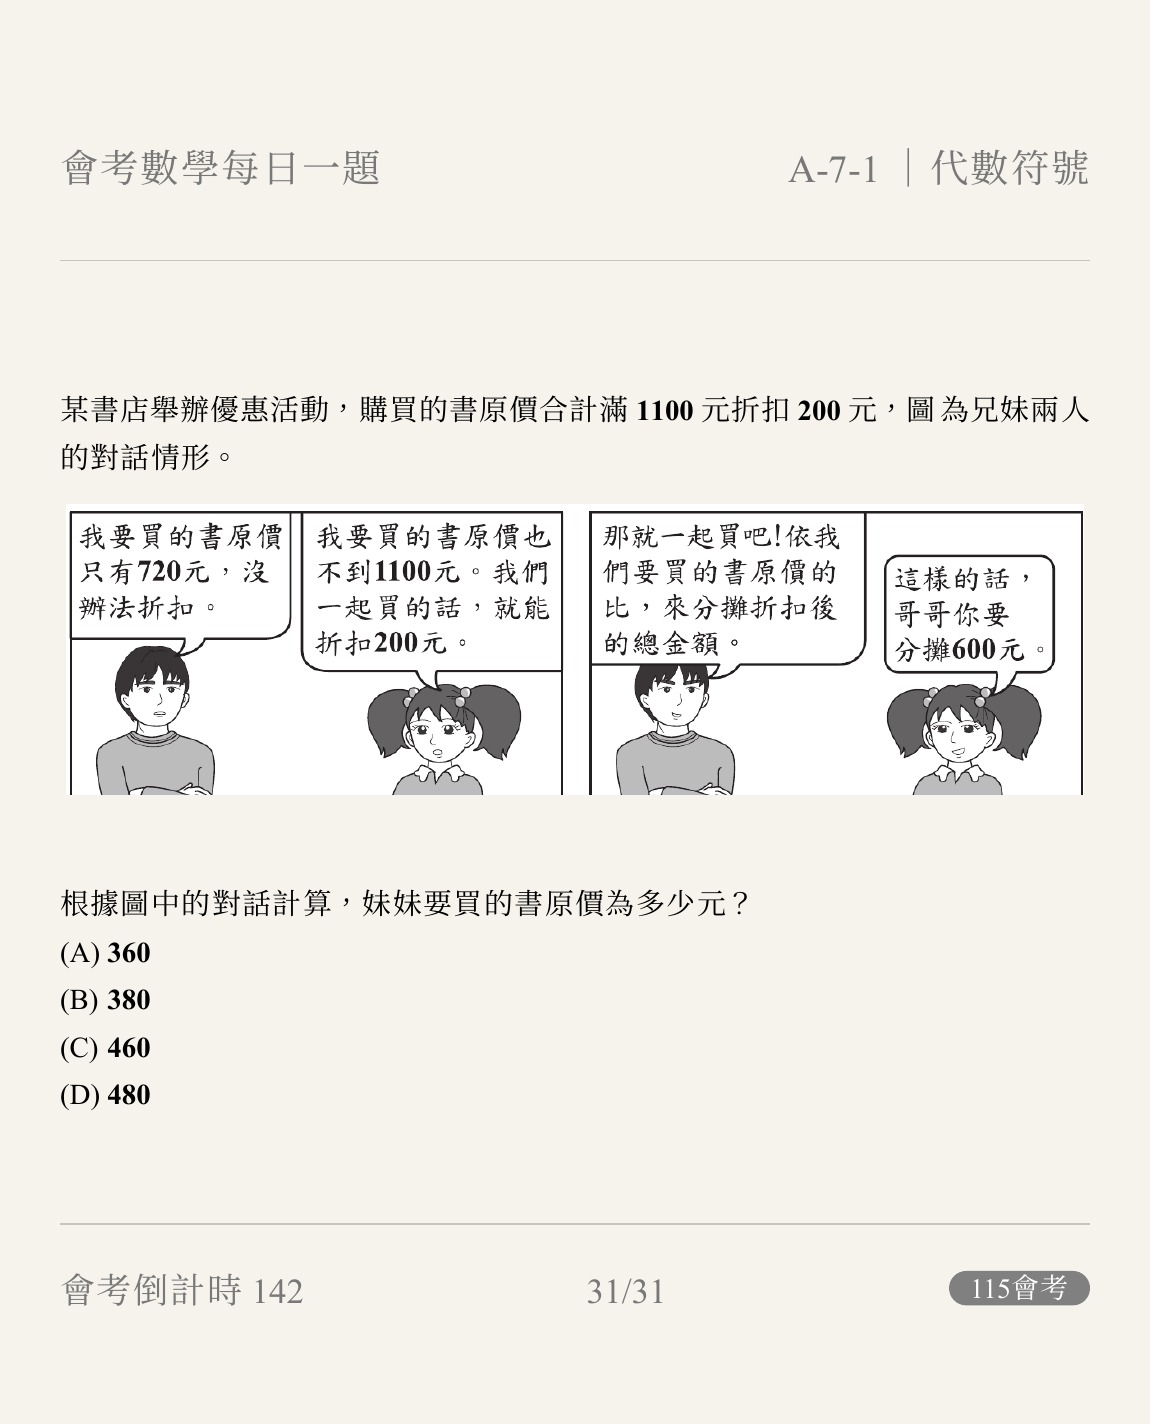 會考數學每日一題
A-7-1｜代數符號
某書店舉辦優惠活動，購買的書原價合計滿 1100 元折扣 200 元，圖為兄妹兩人
的對話情形。
我要買的書原價
只有720元，沒
辦法折扣。
我要買的書原價也
不到1100元。我們
一起買的話，就能
折扣200元。
那就一起買吧!依我
們要買的書原價的
比，來分攤折扣後
的總金額。
這樣的話，
哥哥你要
分攤600元。
根據圖中的對話計算，妹妹要買的書原價為多少元？
(A) 360
(B) 380
(C) 460
(D) 480
會考倒計時 142
31/31
115會考